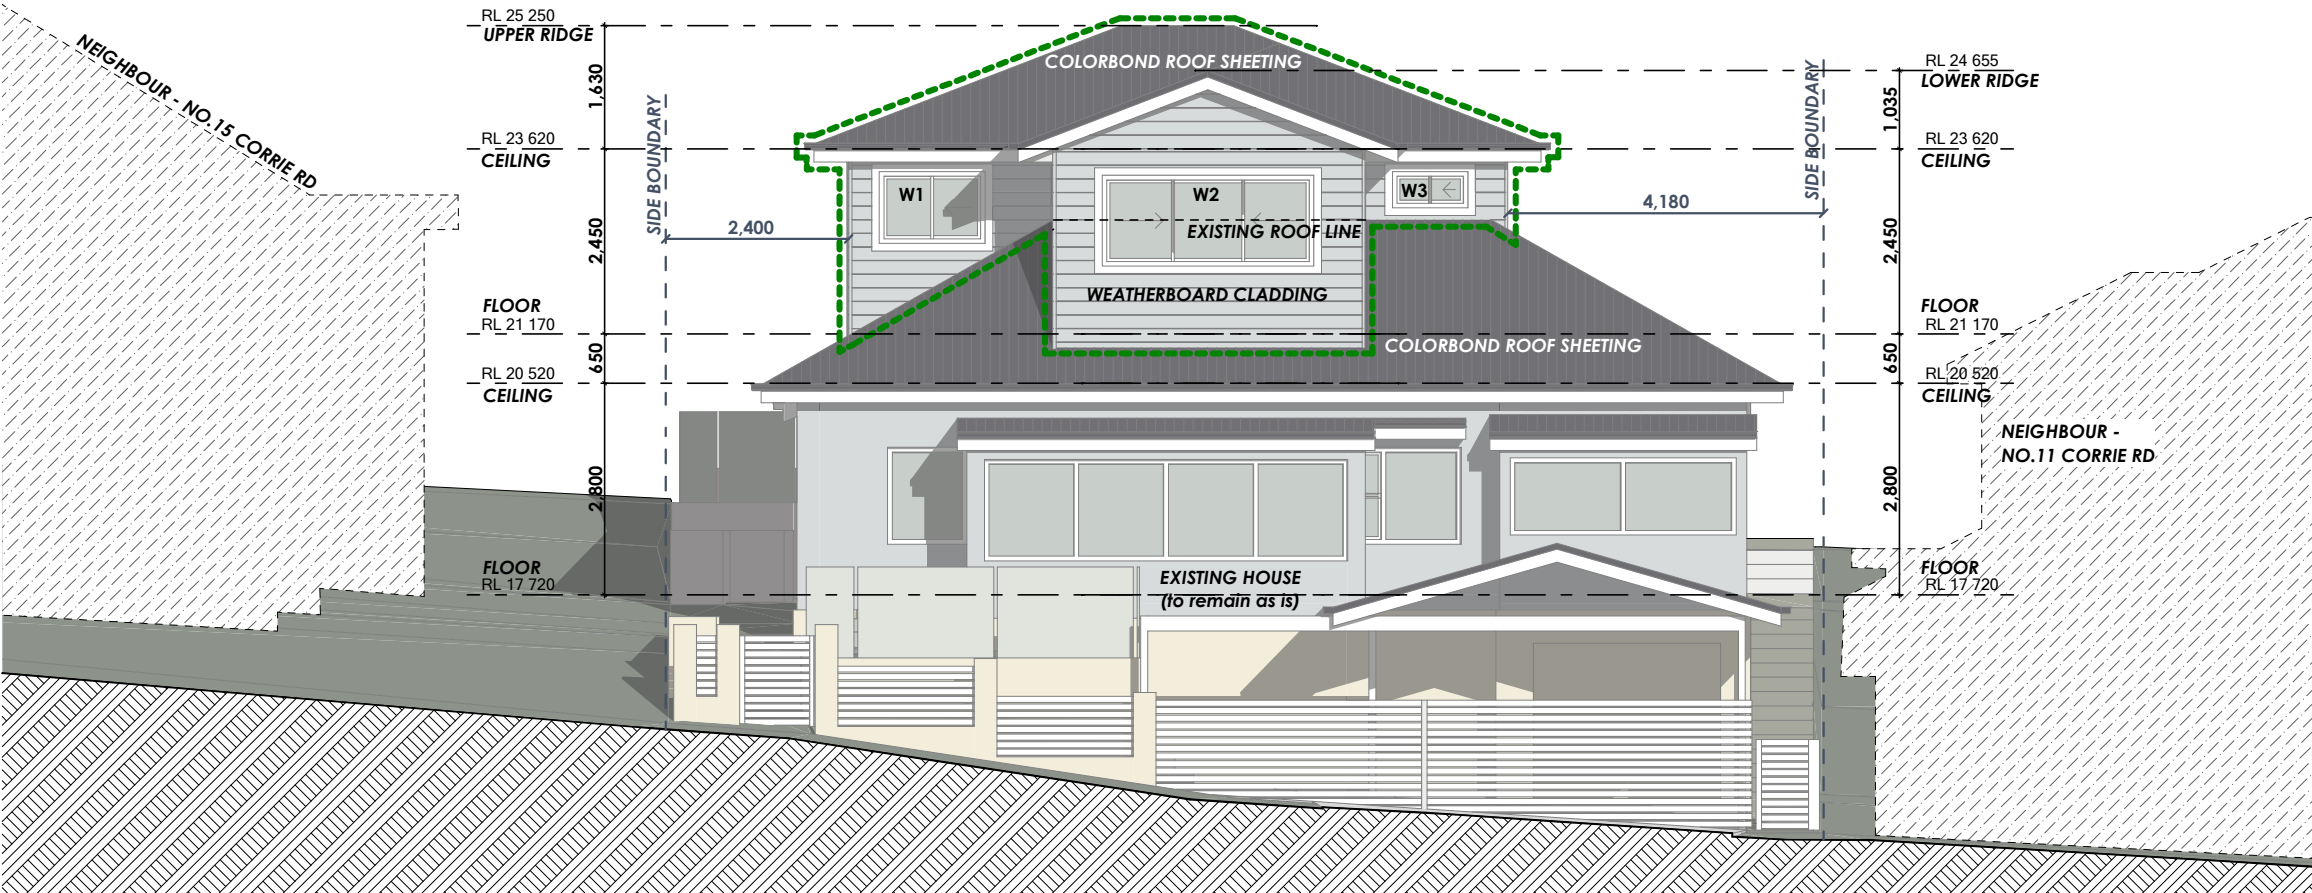 RL 25 250
UPPER RIDGE
NEIGHBOUR - NO.15 CORRIE RD
COLORBOND ROOF SHEETING
RL 24 655
LOWER RIDGE
1,630
1,035
SIDE BOUNDARY
SIDE BOUNDARY
RL 23 620
CEILING
RL 23 620
CEILING
W1
W2
W3
2,400
4,180
EXISTING ROOF LINE
2,450
2,450
WEATHERBOARD CLADDING
FLOOR
RL 21 170
FLOOR
RL 21 170
COLORBOND ROOF SHEETING
650
650
RL 20 520
CEILING
RL 20 520
CEILING
NEIGHBOUR -
NO.11 CORRIE RD
2,800
2,800
FLOOR
RL 17 720
EXISTING HOUSE
(to remain as is)
FLOOR
RL 17 720